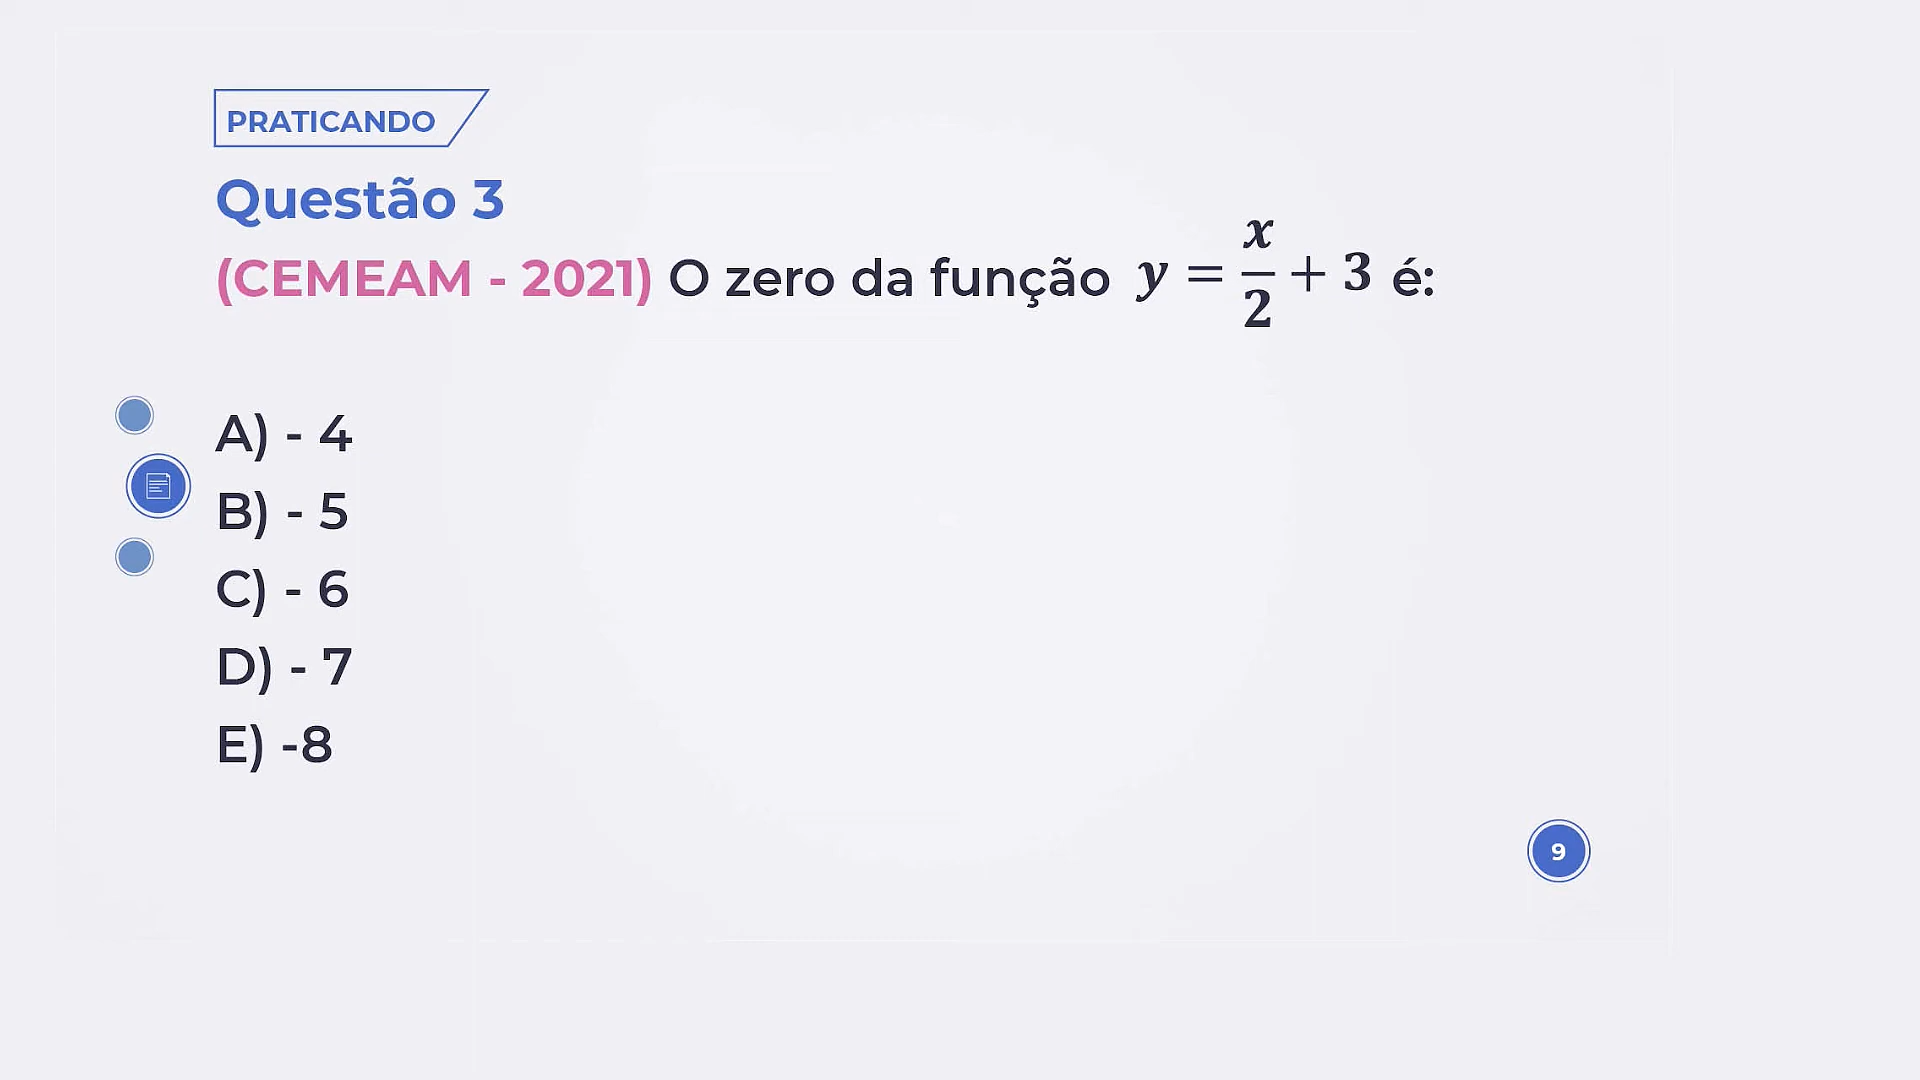 PRATICANDO
Questão 3
(CEMEAM - 2021) O zero da função y = x/2 + 3 é:
A) - 4
B) - 5
C) - 6
D) - 7
E) -8
9